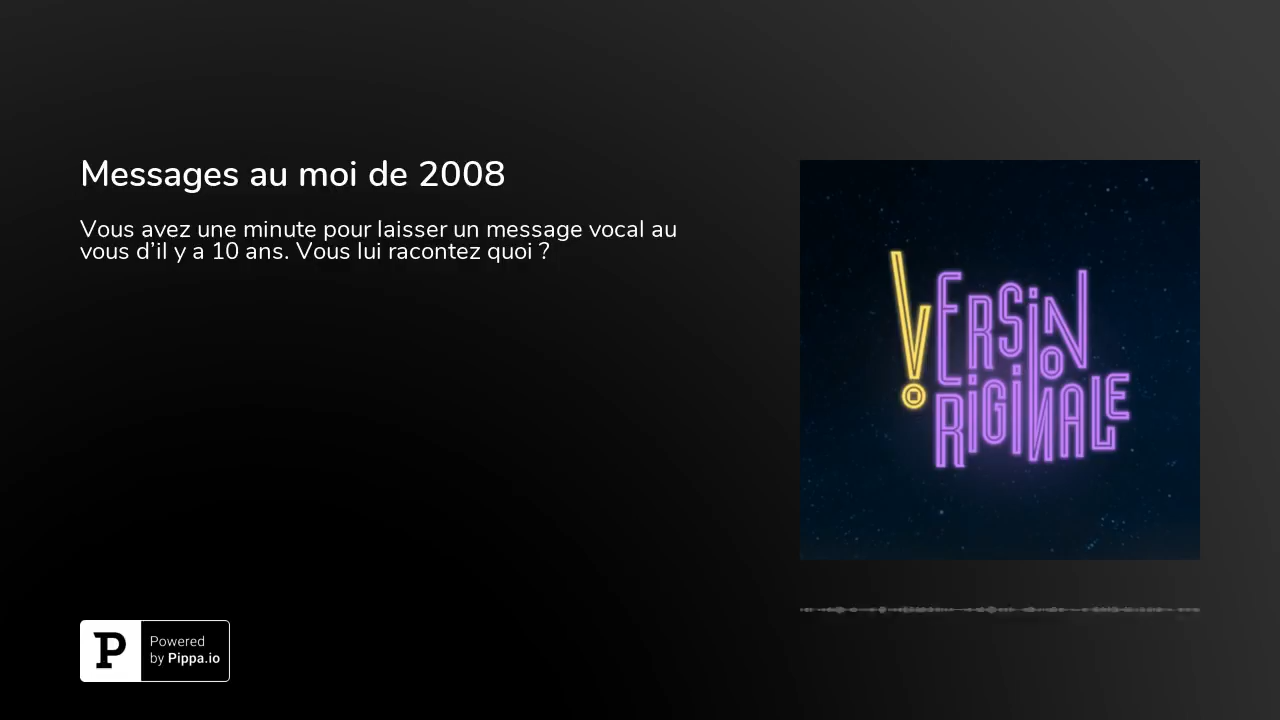 Messages au moi de 2008
Vous avez une minute pour laisser un message vocal au
vous d’il y a 10 ans. Vous lui racontez quoi ?
VERSION
ORIGINALE
P
Powered
by Pippa.io